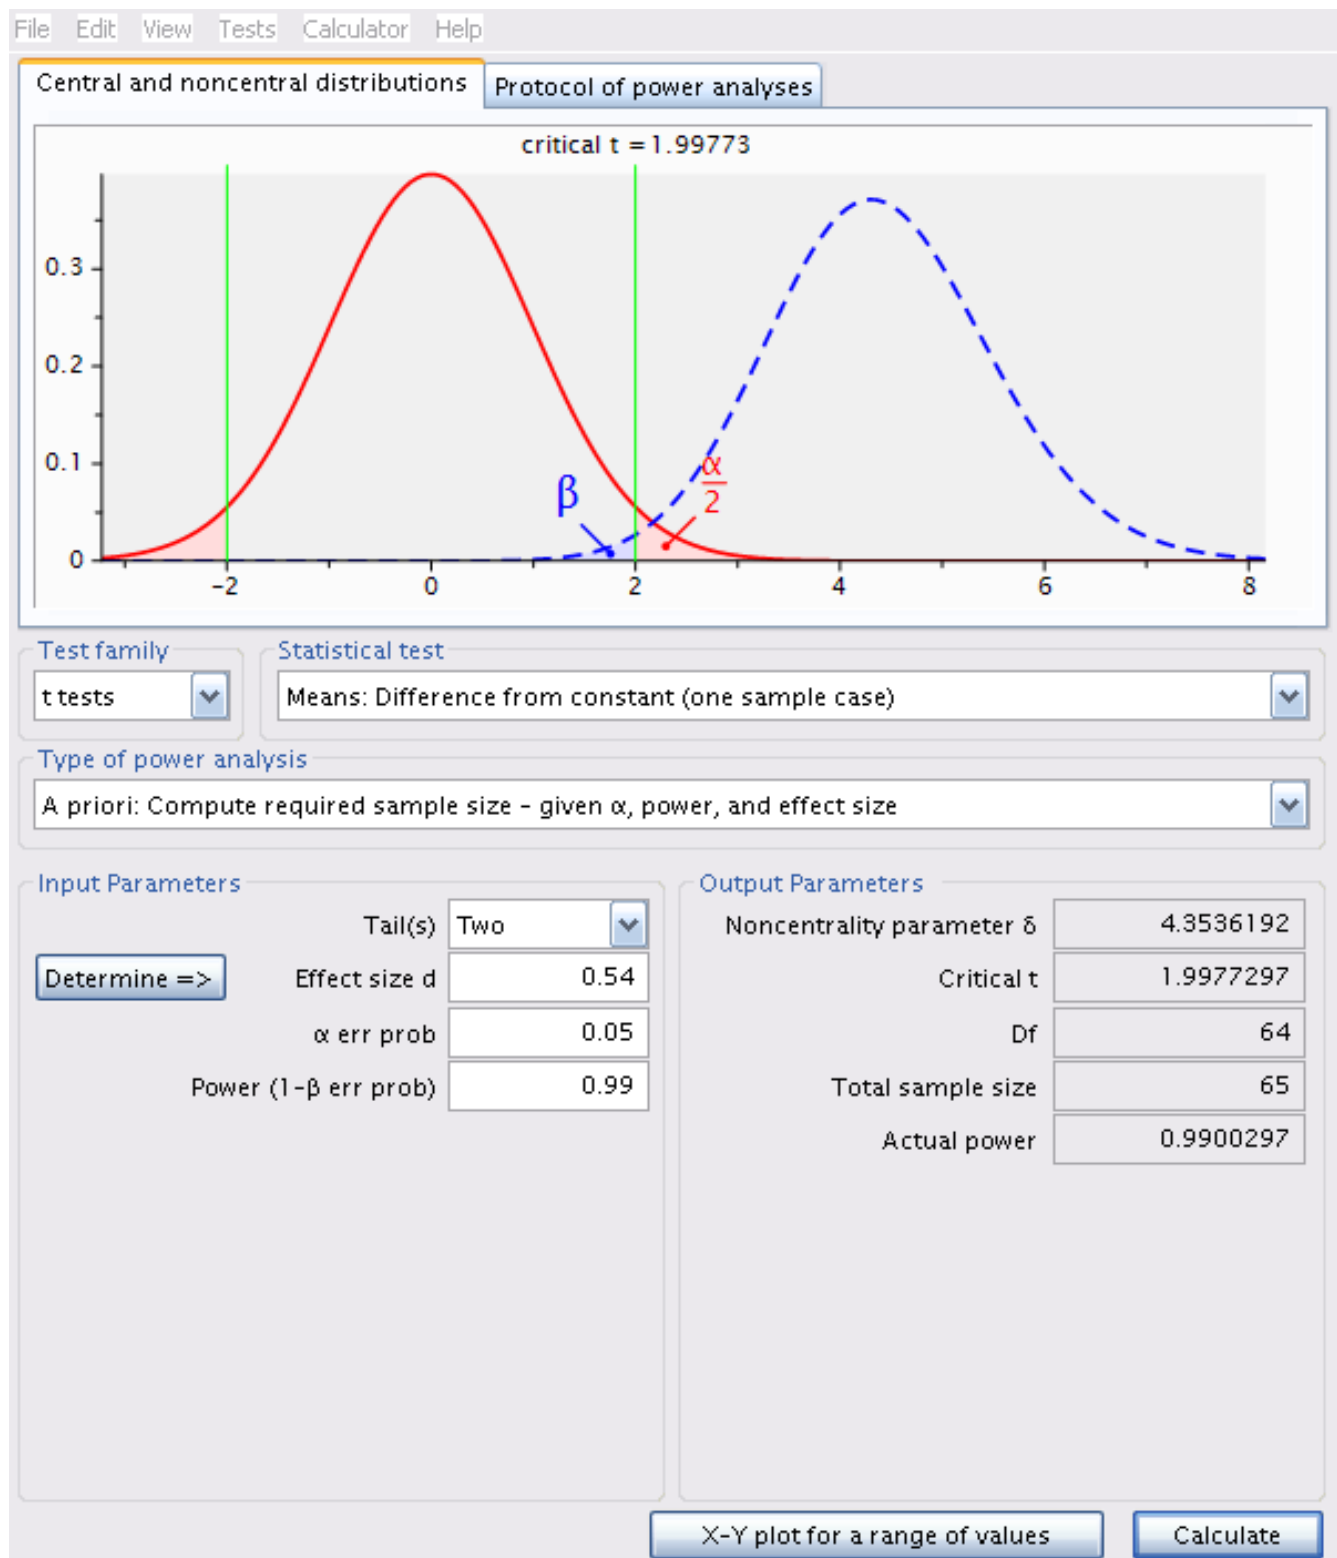 File Edit View Tests Calculator Help
Central and noncentral distributions Protocol of power analyses
critical t = 1.99773
0.3
0.2
0.1
0
β
α
2
-2 0 2 4 6 8
Test family Statistical test
t tests Means: Difference from constant (one sample case)
Type of power analysis
A priori: Compute required sample size - given α, power, and effect size
Input Parameters Output Parameters
Tail(s) Two Noncentrality parameter δ 4.3536192
Determine => Effect size d 0.54 Critical t 1.9977297
α err prob 0.05 Df 64
Power (1-β err prob) 0.99 Total sample size 65
Actual power 0.9900297
X-Y plot for a range of values Calculate